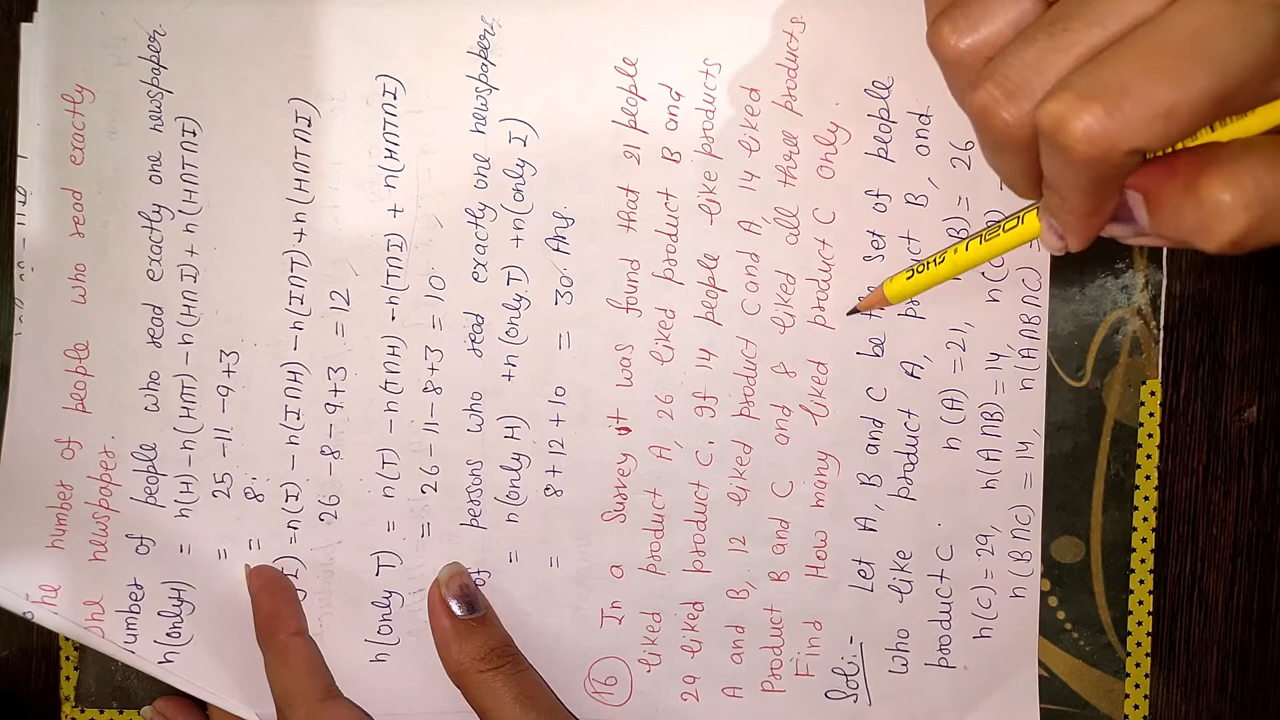 The number of people who read exactly
one newspaper.
umber of people who read exactly one newspaper.
n(only H) = n(H) - n(H∩T) - n(H∩I) + n(H∩T∩I)
= 25 - 11 - 9 + 3
= 8.
I) = n(I) - n(I∩H) - n(I∩T) + n(H∩T∩I)
26 - 8 - 9 + 3 = 12
n(only T) = n(T) - n(T∩H) - n(T∩I) + n(H∩T∩I)
= 26 - 11 - 8 + 3 = 10.
of persons who read exactly one newspapers.
= n(only H) + n(only T) + n(only I)
= 8 + 12 + 10 = 30. Ans.
16 In a Survey it was found that 21 people
liked product A, 26 liked product B and
29 liked product C. If 14 people like products
A and B, 12 liked product C and A, 14 liked
Product B and C and 8 liked all three products.
Find How many liked product C only.
Sol:- Let A, B and C be set of people
who like product A, product B, and
product C.
n(A) = 21, B) = 26
n(C) = 29, n(A∩B) = 14, n(C
n(B∩C) = 14, n(A∩B∩C) =
JOSH